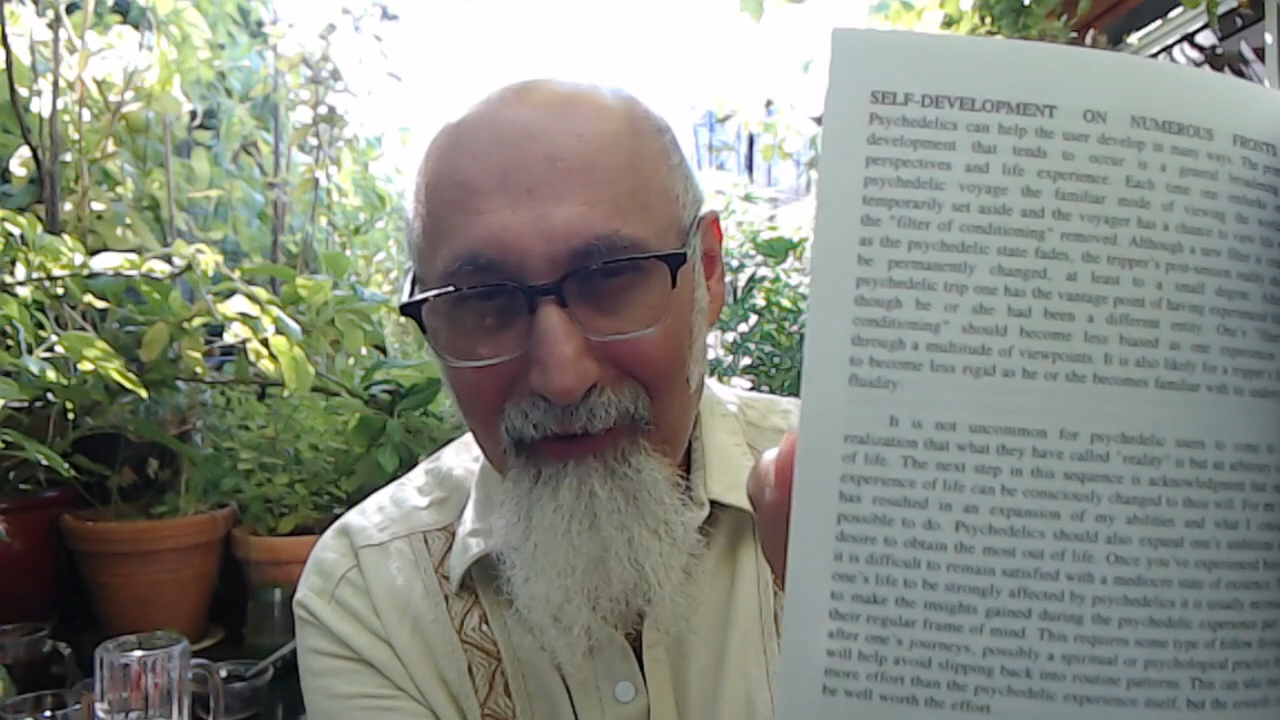 SELF-DEVELOPMENT ON NUMEROUS FRONTS
Psychedelics can help the user develop in many ways. The
development that tends to occur is a general
perspectives and life experience. Each time one
psychedelic voyage the familiar mode of viewing the
temporarily set aside and the voyager has a chance to view
the "filter of conditioning" removed. Although a new filter is
as the psychedelic state fades, the tripper's post-session
be permanently changed, at least to a small degree.
psychedelic trip one has the vantage point of having experienced
though he or she had been a different entity. One's
conditioning" should become less biased as one
through a multitude of viewpoints. It is also likely for a tripper's
to become less rigid as he or she becomes familiar with its
fluidity.
It is not uncommon for psychedelic users to come
realization that what they have called "reality" is but an
of life. The next step in this sequence is acknowledgment that
experience of life can be consciously changed to their will. For
has resulted in an expansion of my abilities and what I
possible to do. Psychedelics should also expand one's
desire to obtain the most out of life. Once you've experienced
it is difficult to remain satisfied with a mediocre state of existence.
one's life to be strongly affected by psychedelics it is usually
to make the insights gained during the psychedelic experience
their regular frame of mind. This requires some type of follow
after one's journeys, possibly a spiritual or psychological practice
will help avoid slipping back into routine patterns. This can take
more effort than the psychedelic experience itself, but the
be well worth the effort.